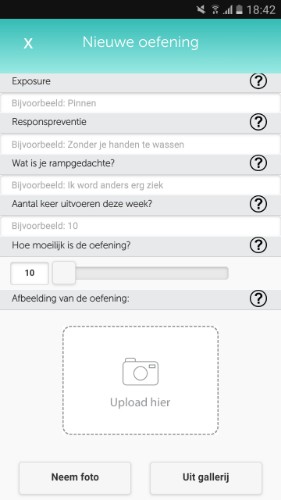 18:42
X Nieuwe oefening
Exposure ?
Bijvoorbeeld: Pinnen
Responspreventie ?
Bijvoorbeeld: Zonder je handen te wassen
Wat is je rampgedachte? ?
Bijvoorbeeld: Ik word anders erg ziek
Aantal keer uitvoeren deze week? ?
Bijvoorbeeld: 10
Hoe moeilijk is de oefening? ?
10
Afbeelding van de oefening: ?
Upload hier
Neem foto Uit gallerij